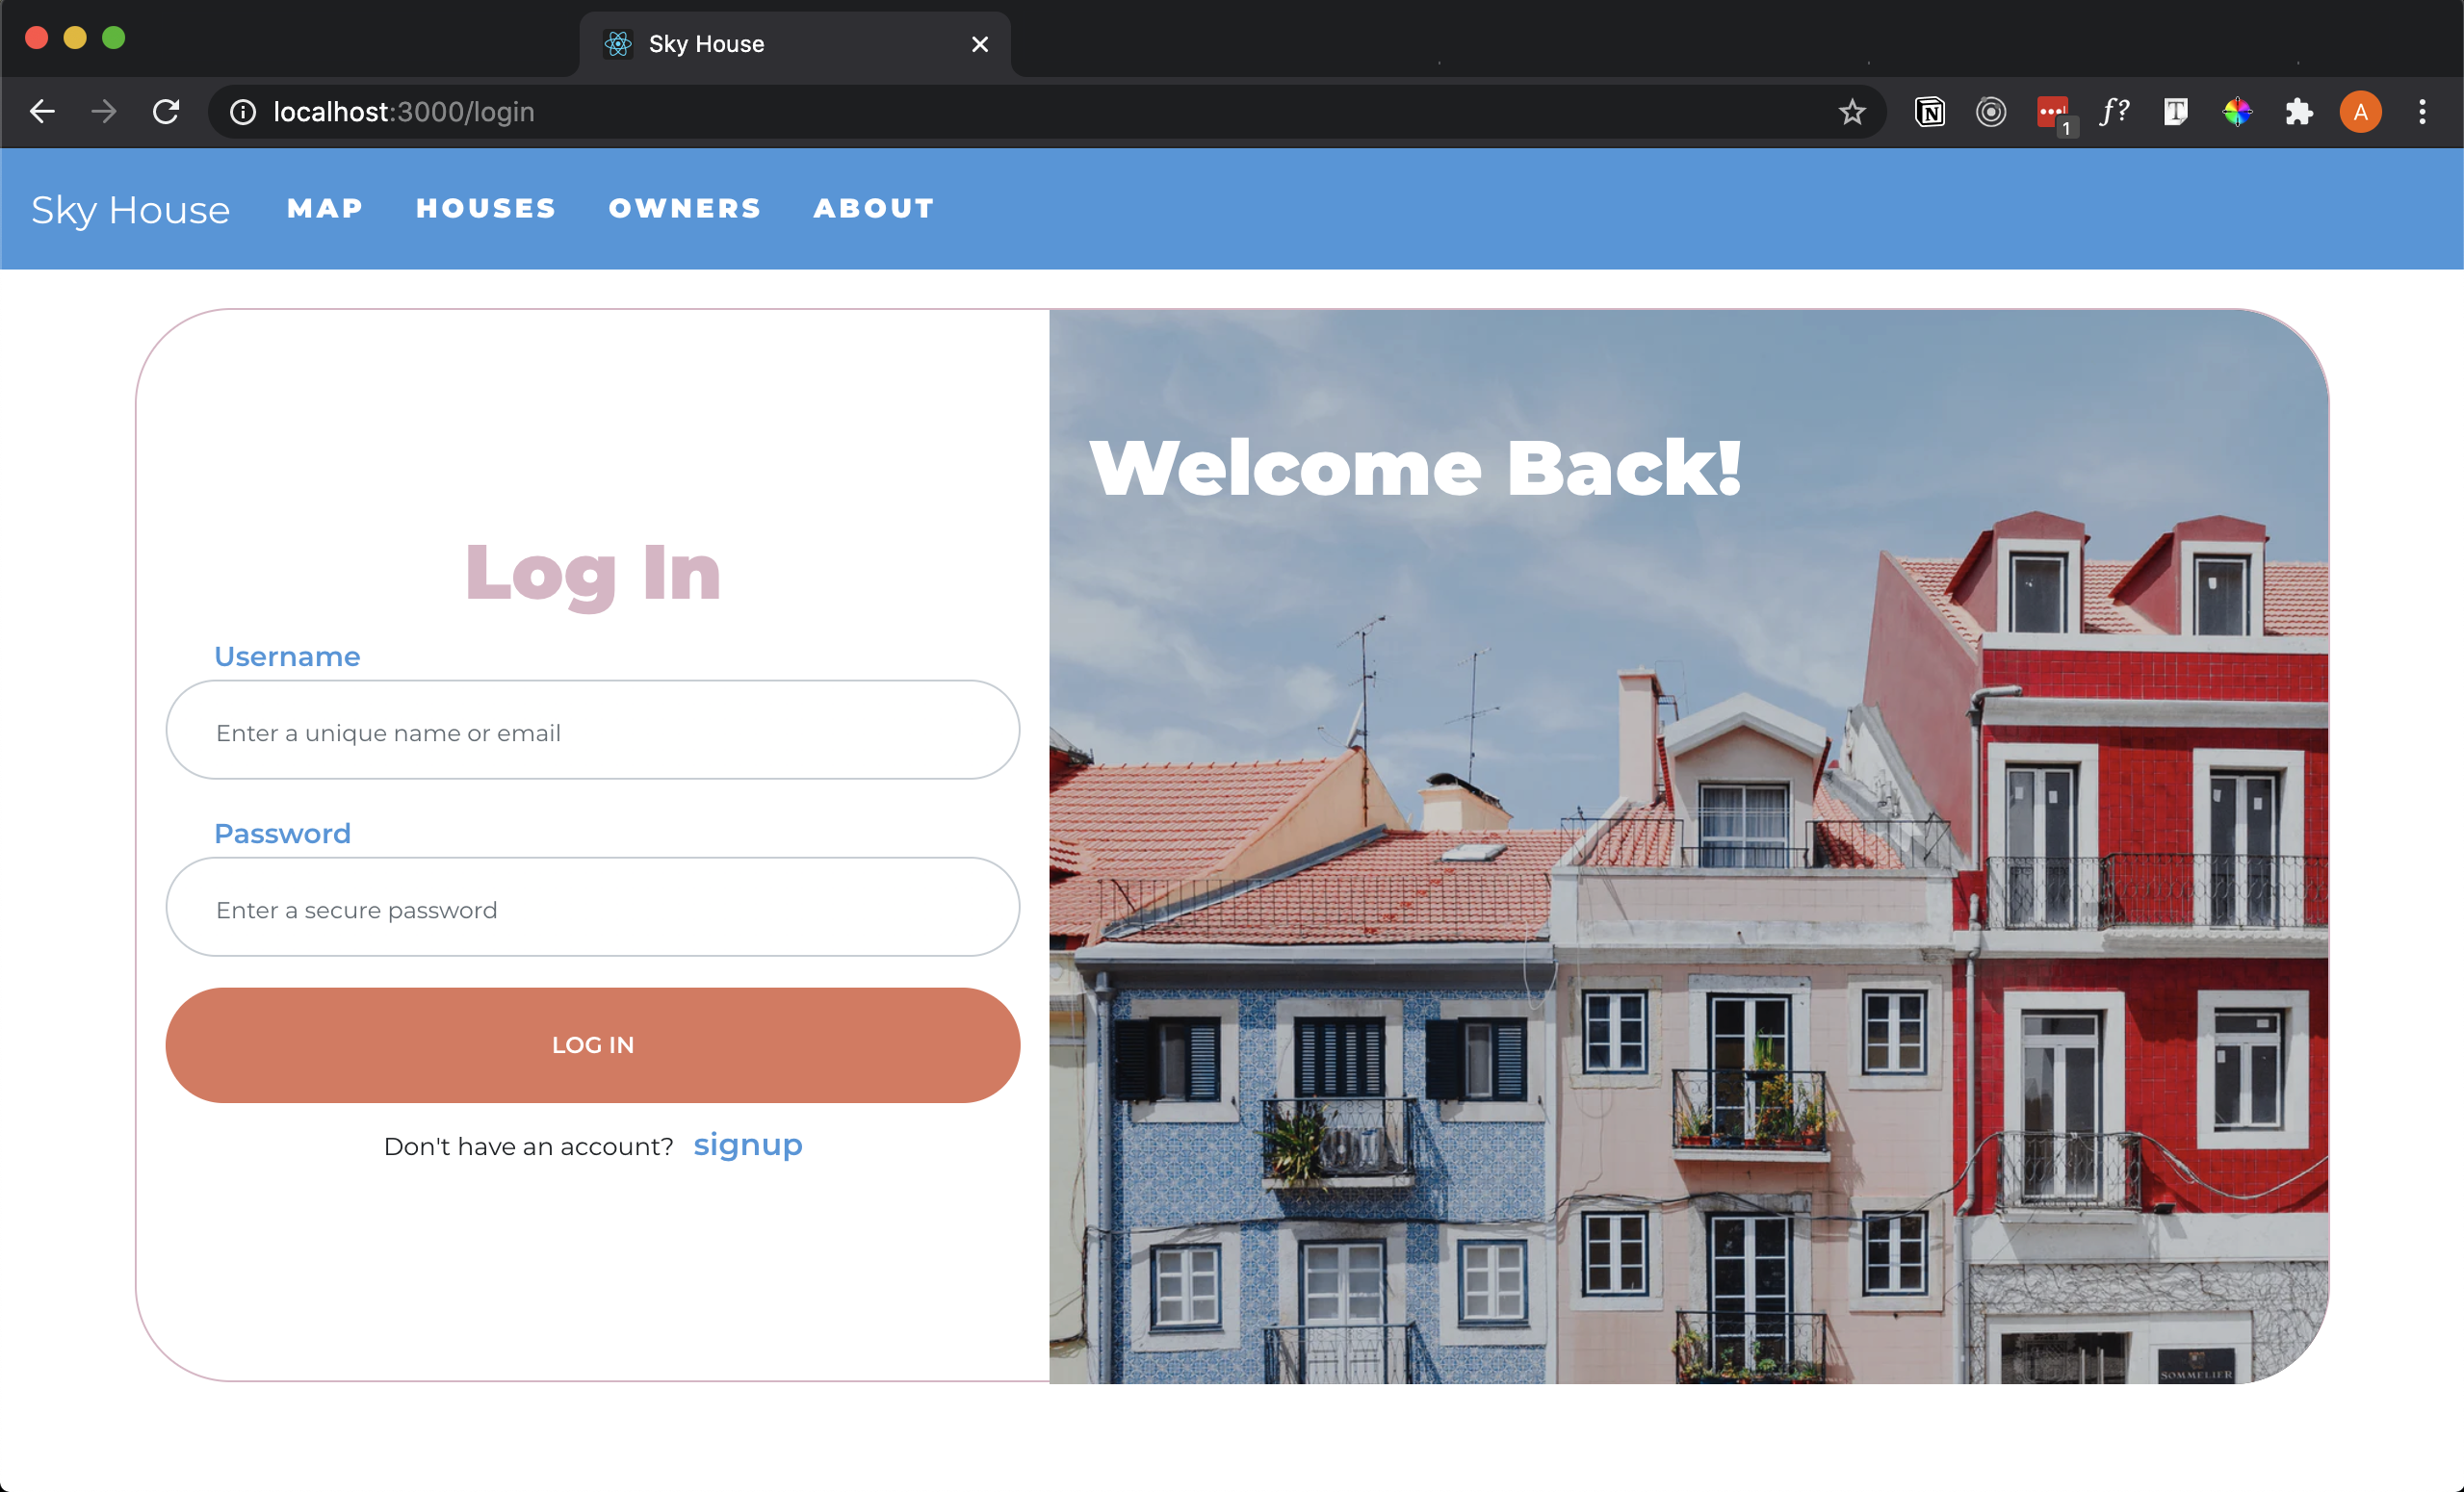 Sky House
localhost:3000/login
1
f?
T
A
Sky House MAP HOUSES OWNERS ABOUT
Welcome Back!
Log In
Username
Enter a unique name or email
Password
Enter a secure password
LOG IN
Don't have an account? signup
SOMMELIER